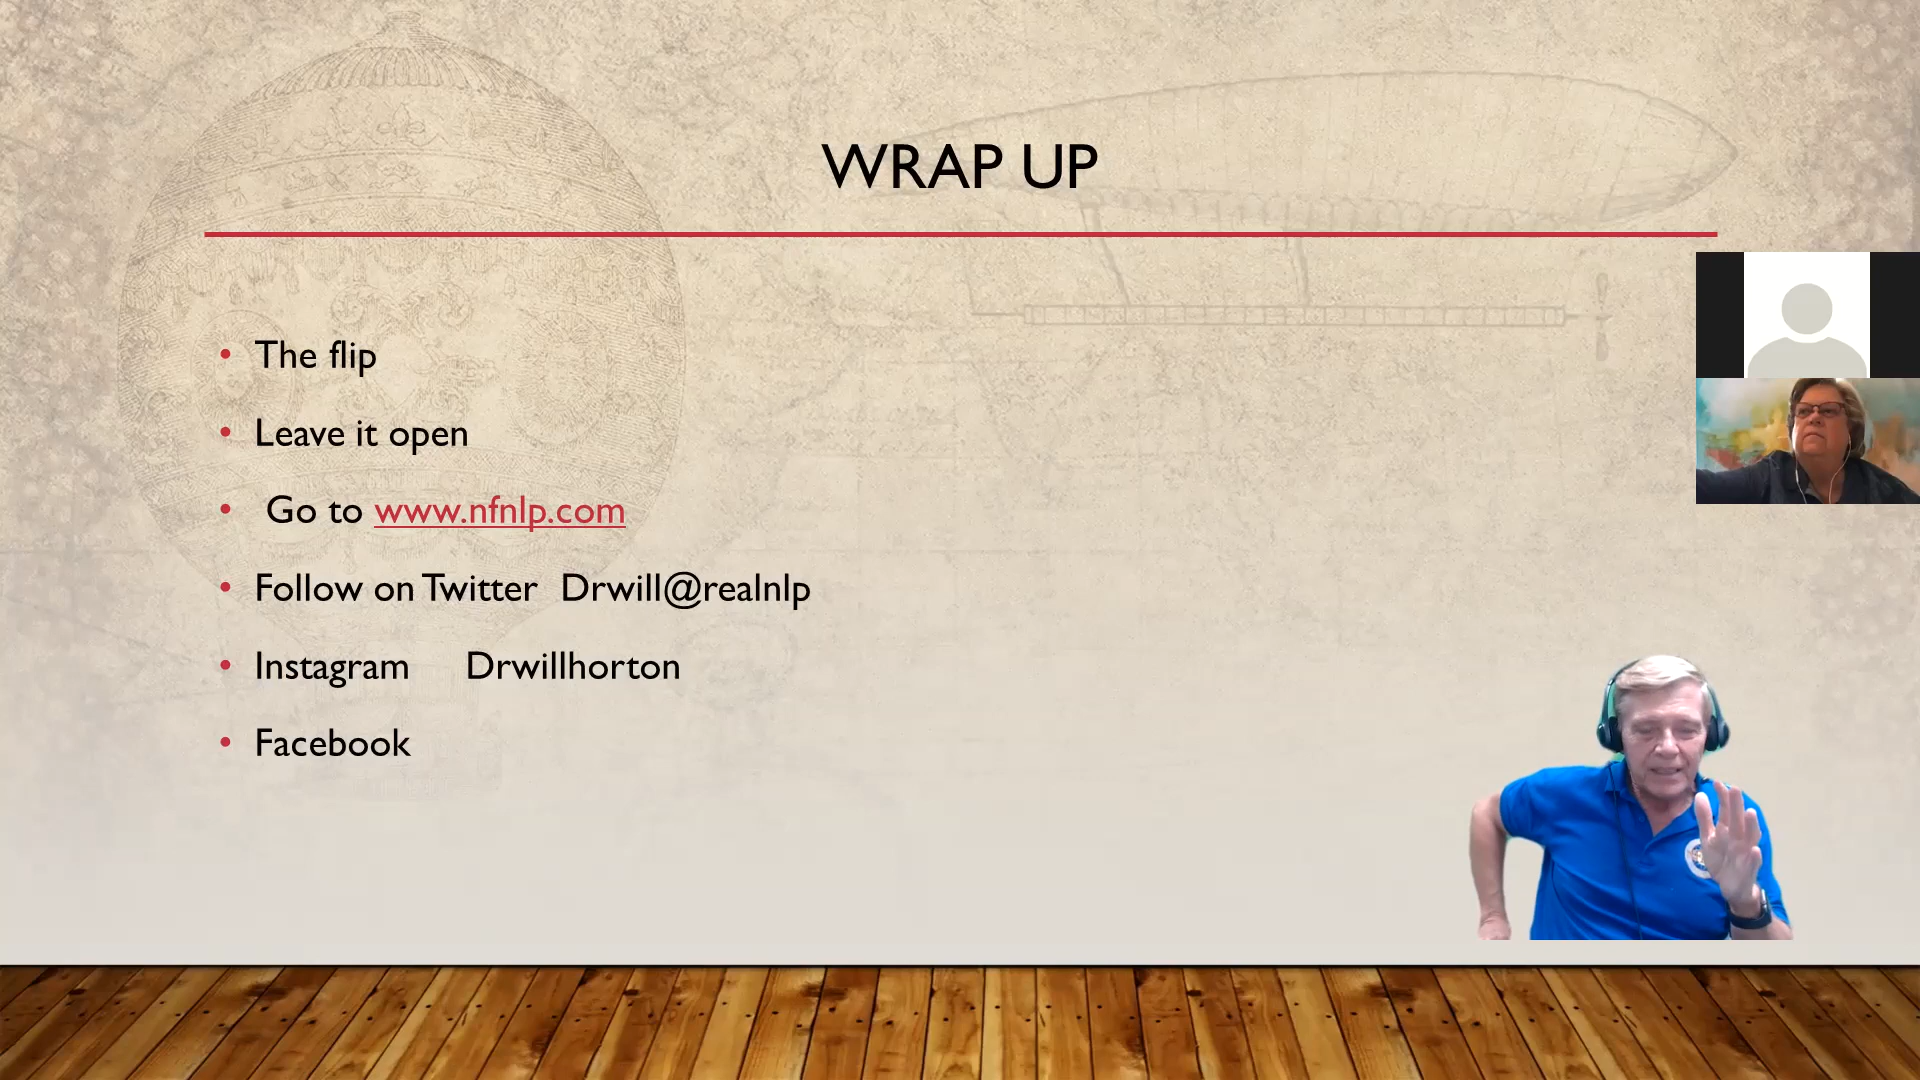 WRAP UP
The flip
Leave it open
Go to www.nfnlp.com
Follow on Twitter Drwill@realnlp
Instagram Drwillhorton
Facebook